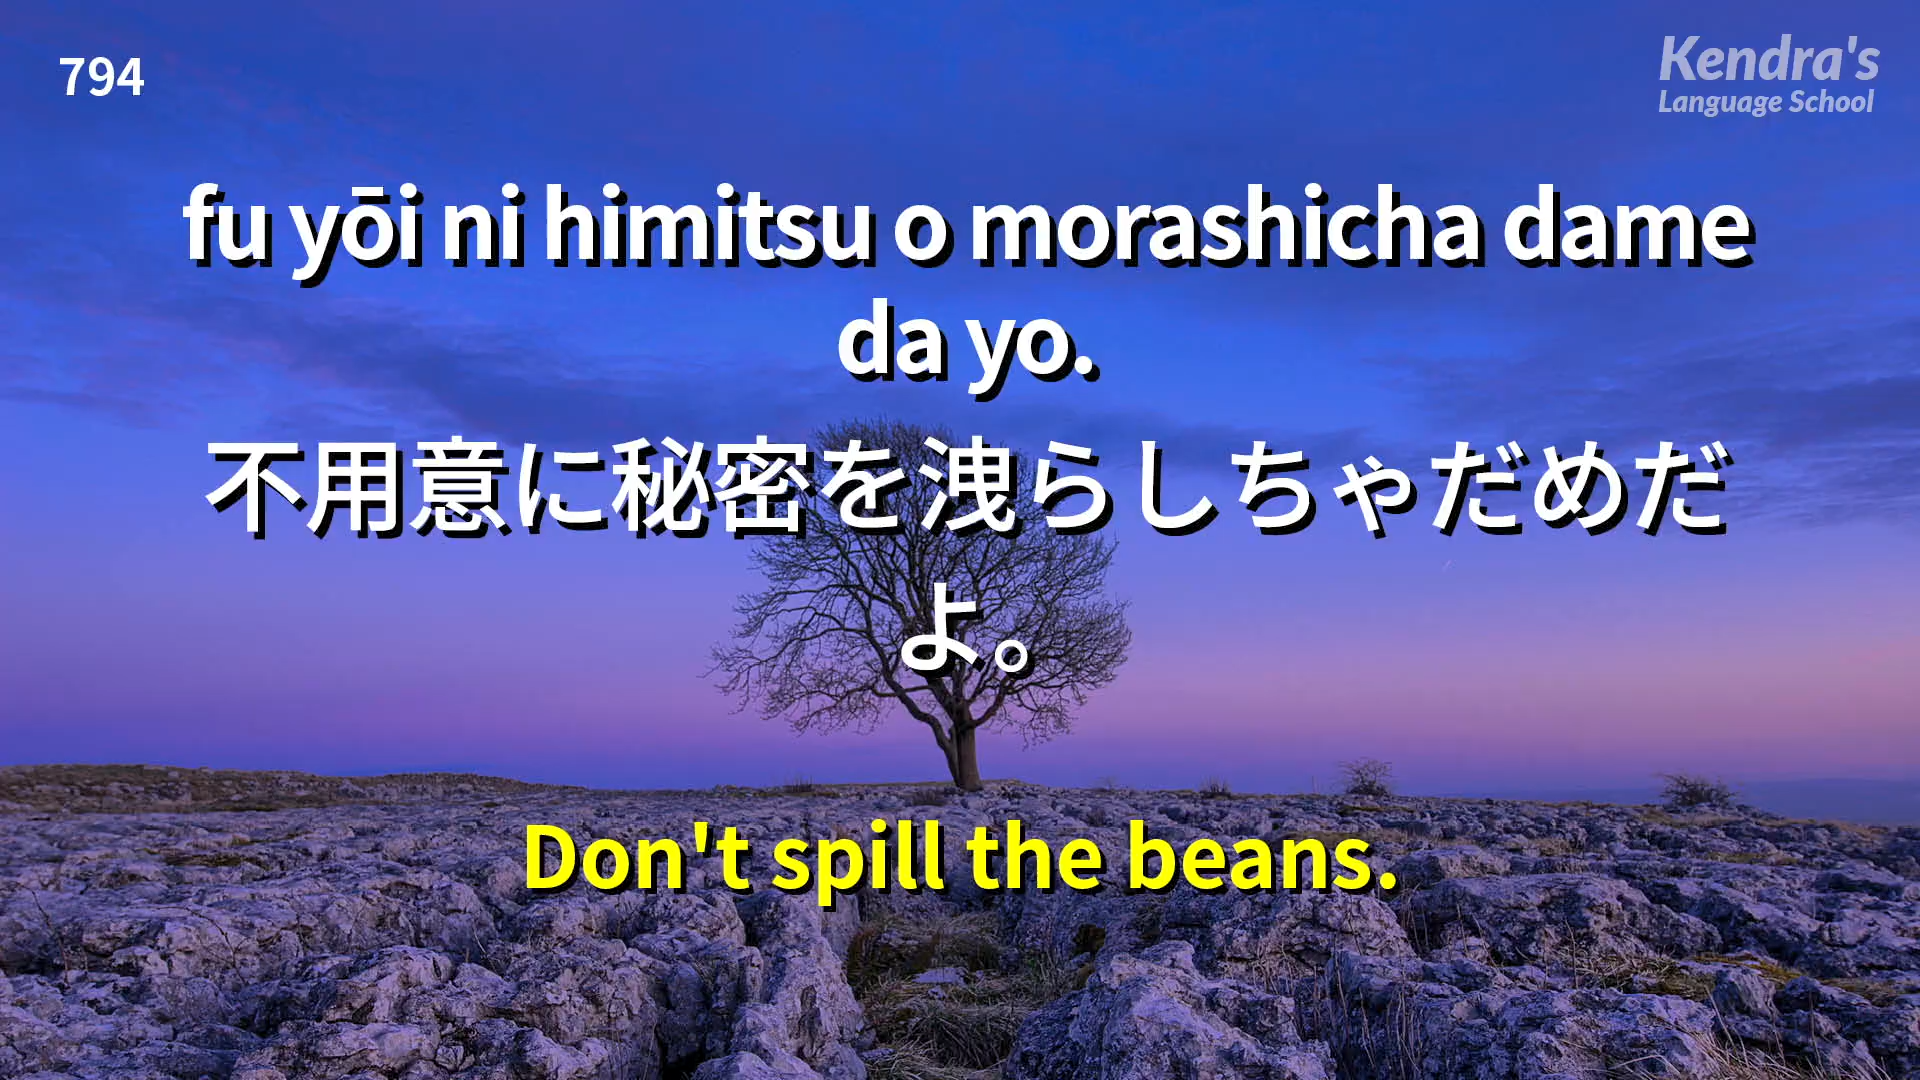 794
Kendra's
Language School
fu yōi ni himitsu o morashicha dame
da yo.
不用意に秘密を洩らしちゃだめだ
よ。
Don't spill the beans.